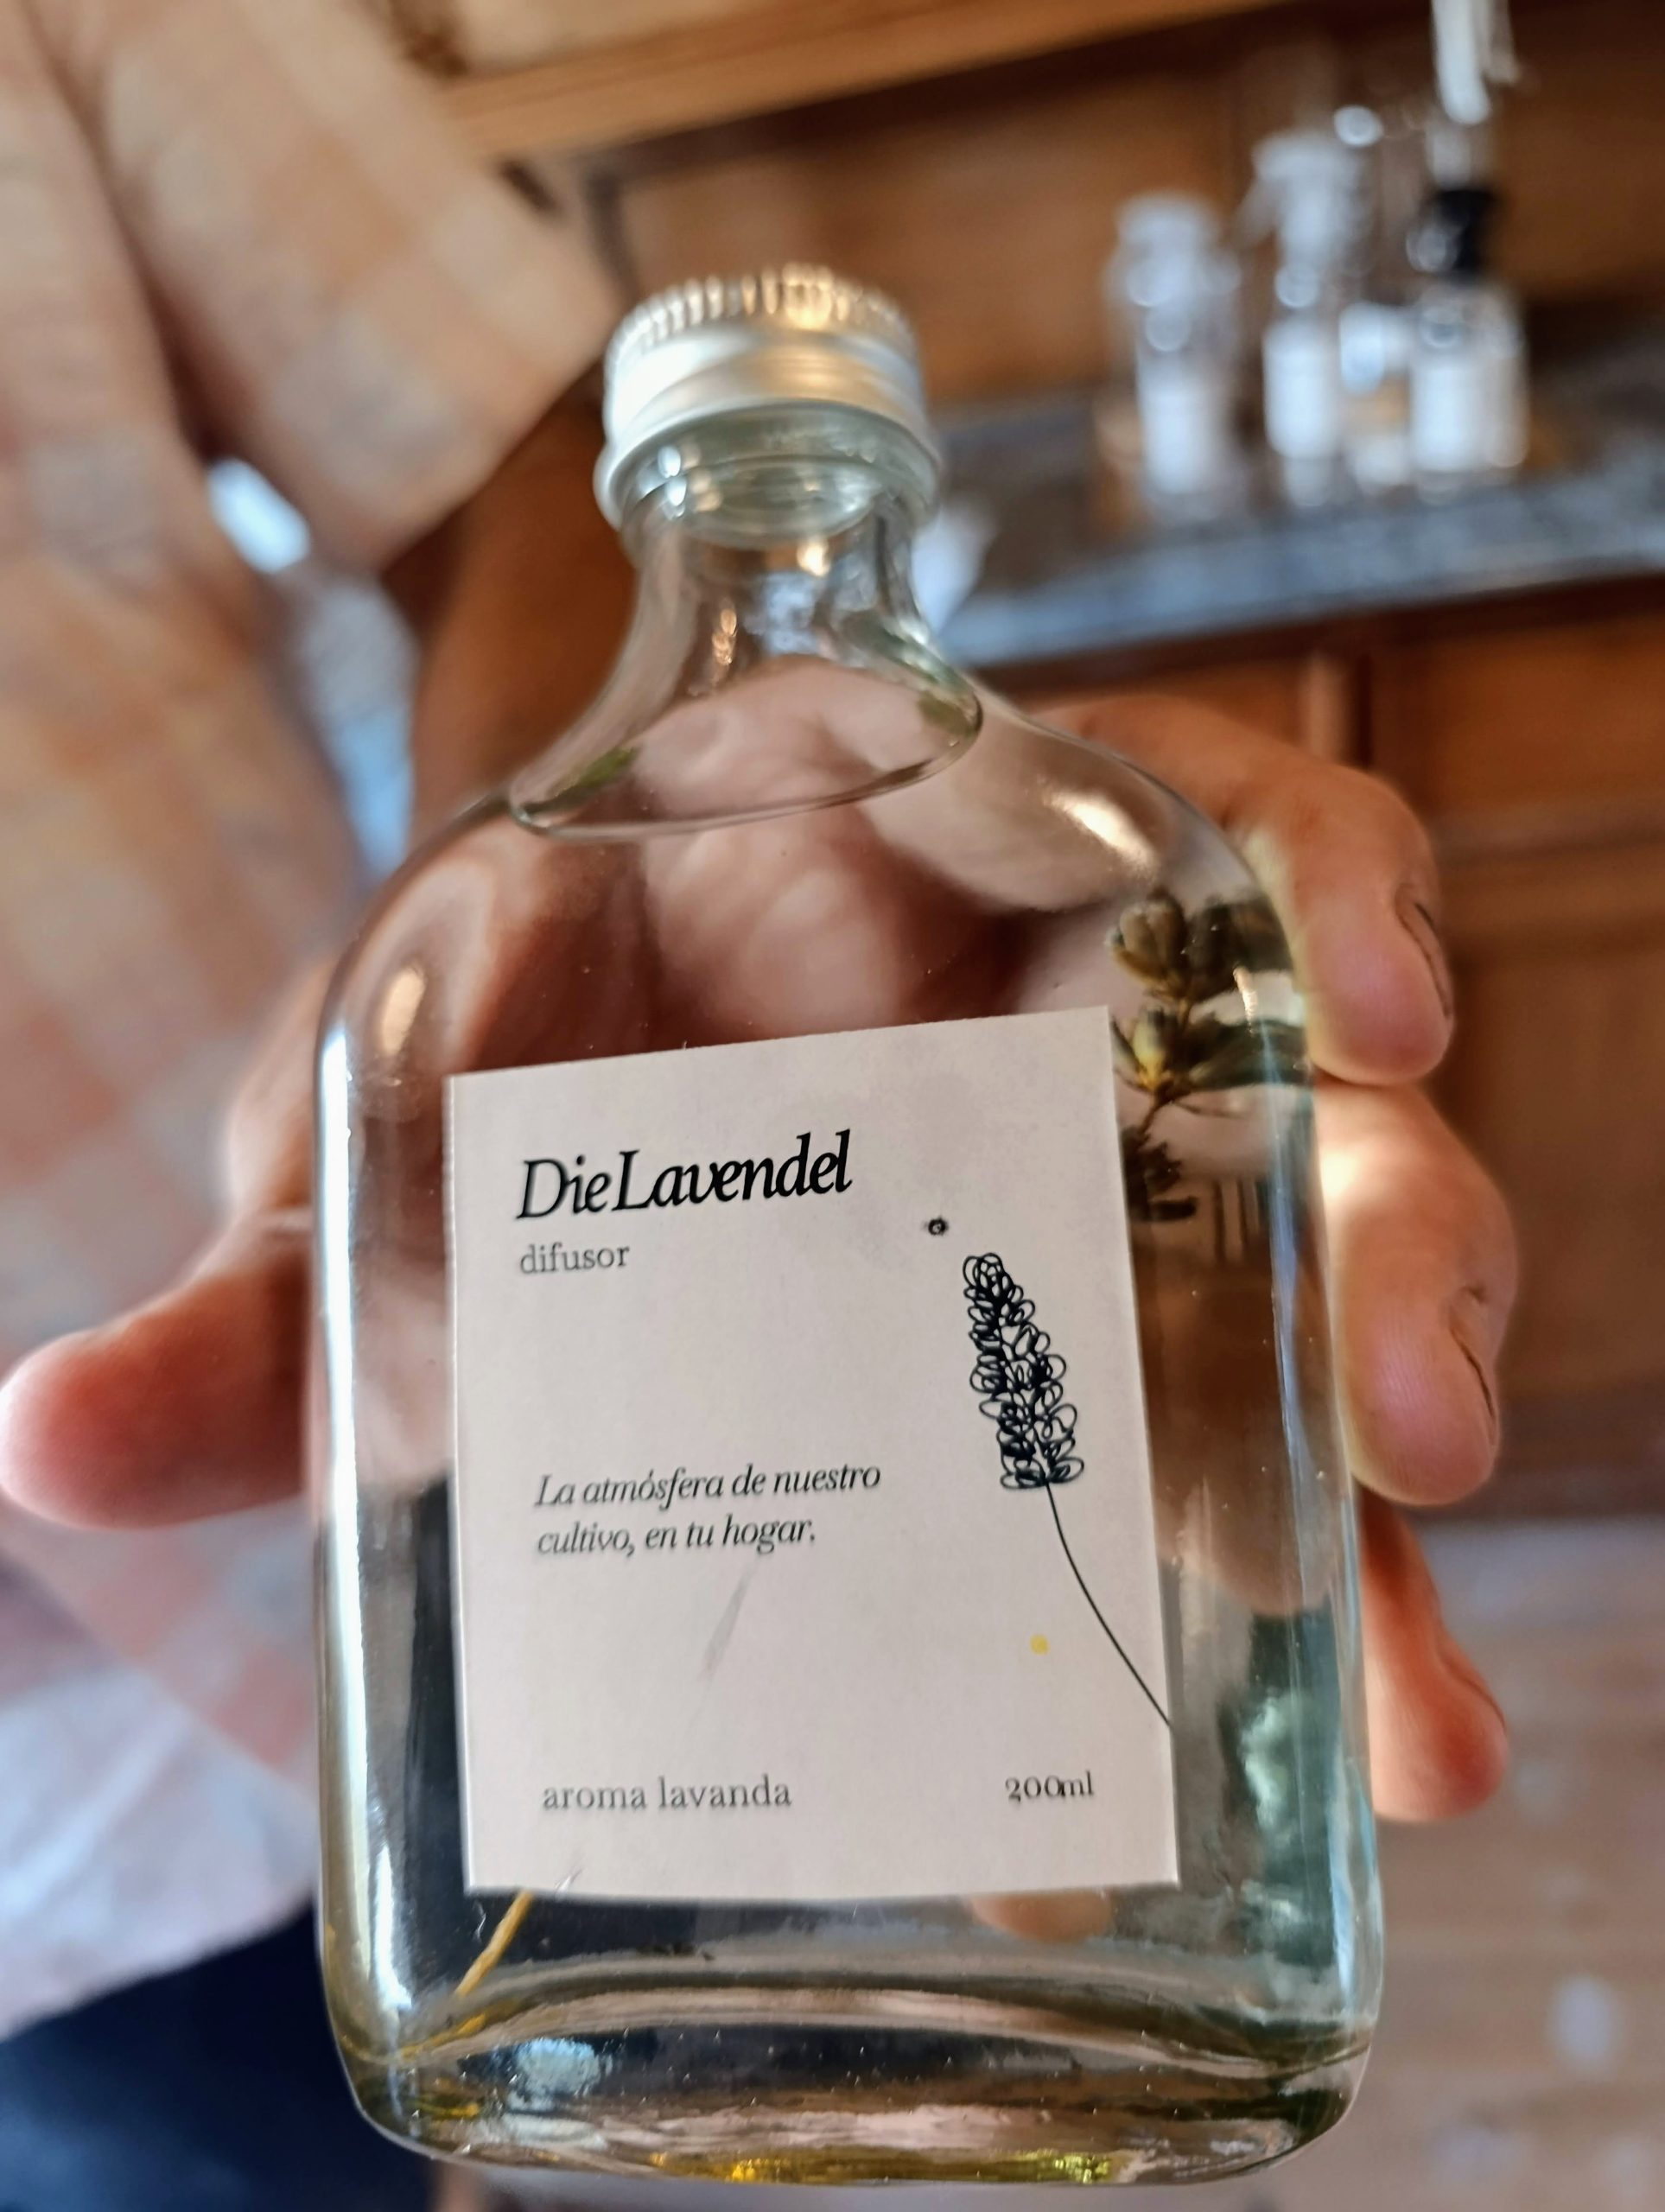 DieLavendel
difusor
La atmósfera de nuestro
cultivo, en tu hogar.
aroma lavanda
200ml